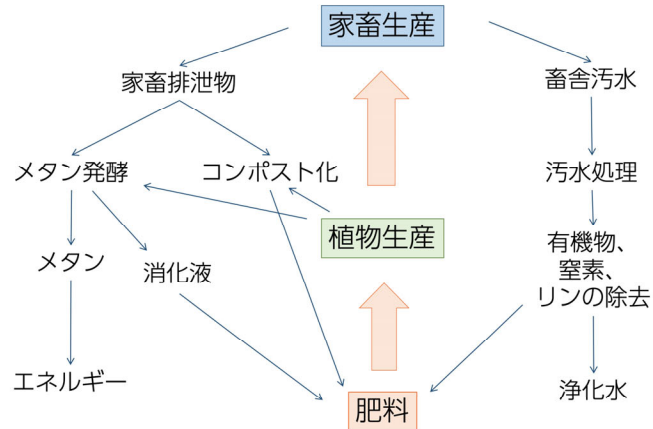 家畜生産
家畜排泄物
畜舎汚水
メタン発酵
コンポスト化
汚水処理
植物生産
メタン
消化液
有機物、
窒素、
リンの除去
エネルギー
肥料
浄化水